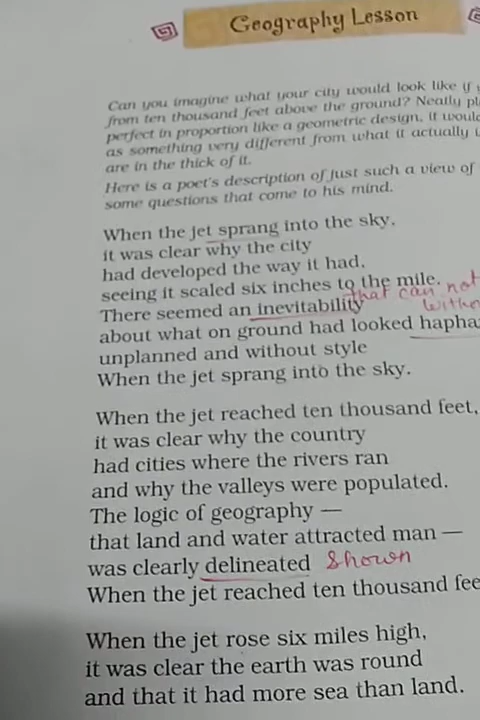 Geography Lesson
Can you imagine what your city would look like if
from ten thousand feet above the ground? Neatly
perfect in proportion like a geometric design, it
as something very different from what it actually
are in the thick of it.
Here is a poet's description of just such a view of
some questions that come to his mind.
When the jet sprang into the sky,
it was clear why the city
had developed the way it had,
seeing it scaled six inches to the mile.
that can not
There seemed an inevitability
about what on ground had looked
unplanned and without style
When the jet sprang into the sky.
When the jet reached ten thousand feet,
it was clear why the country
had cities where the rivers ran
and why the valleys were populated.
The logic of geography —
that land and water attracted man —
was clearly delineated shown
When the jet reached ten thousand
When the jet rose six miles high,
it was clear the earth was round
and that it had more sea than land.